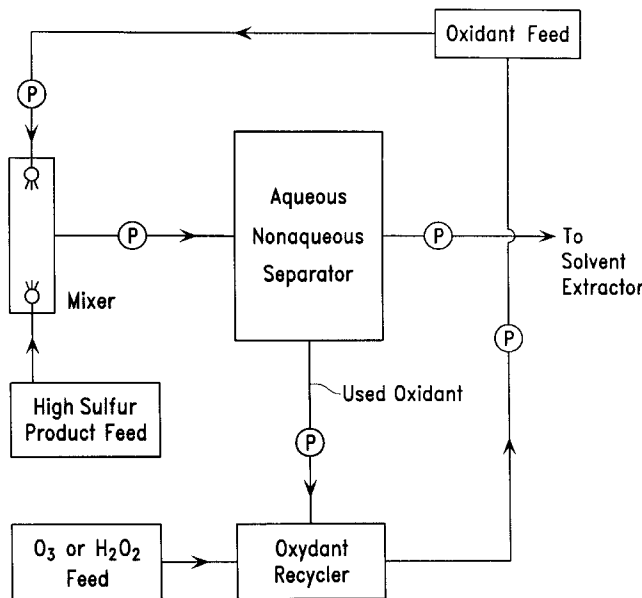 Oxidant Feed
P
Aqueous
Nonaqueous
Separator
P
P
To
Solvent
Extractor
Mixer
P
High Sulfur
Product Feed
Used Oxidant
P
O₃ or H₂O₂
Feed
Oxydant
Recycler